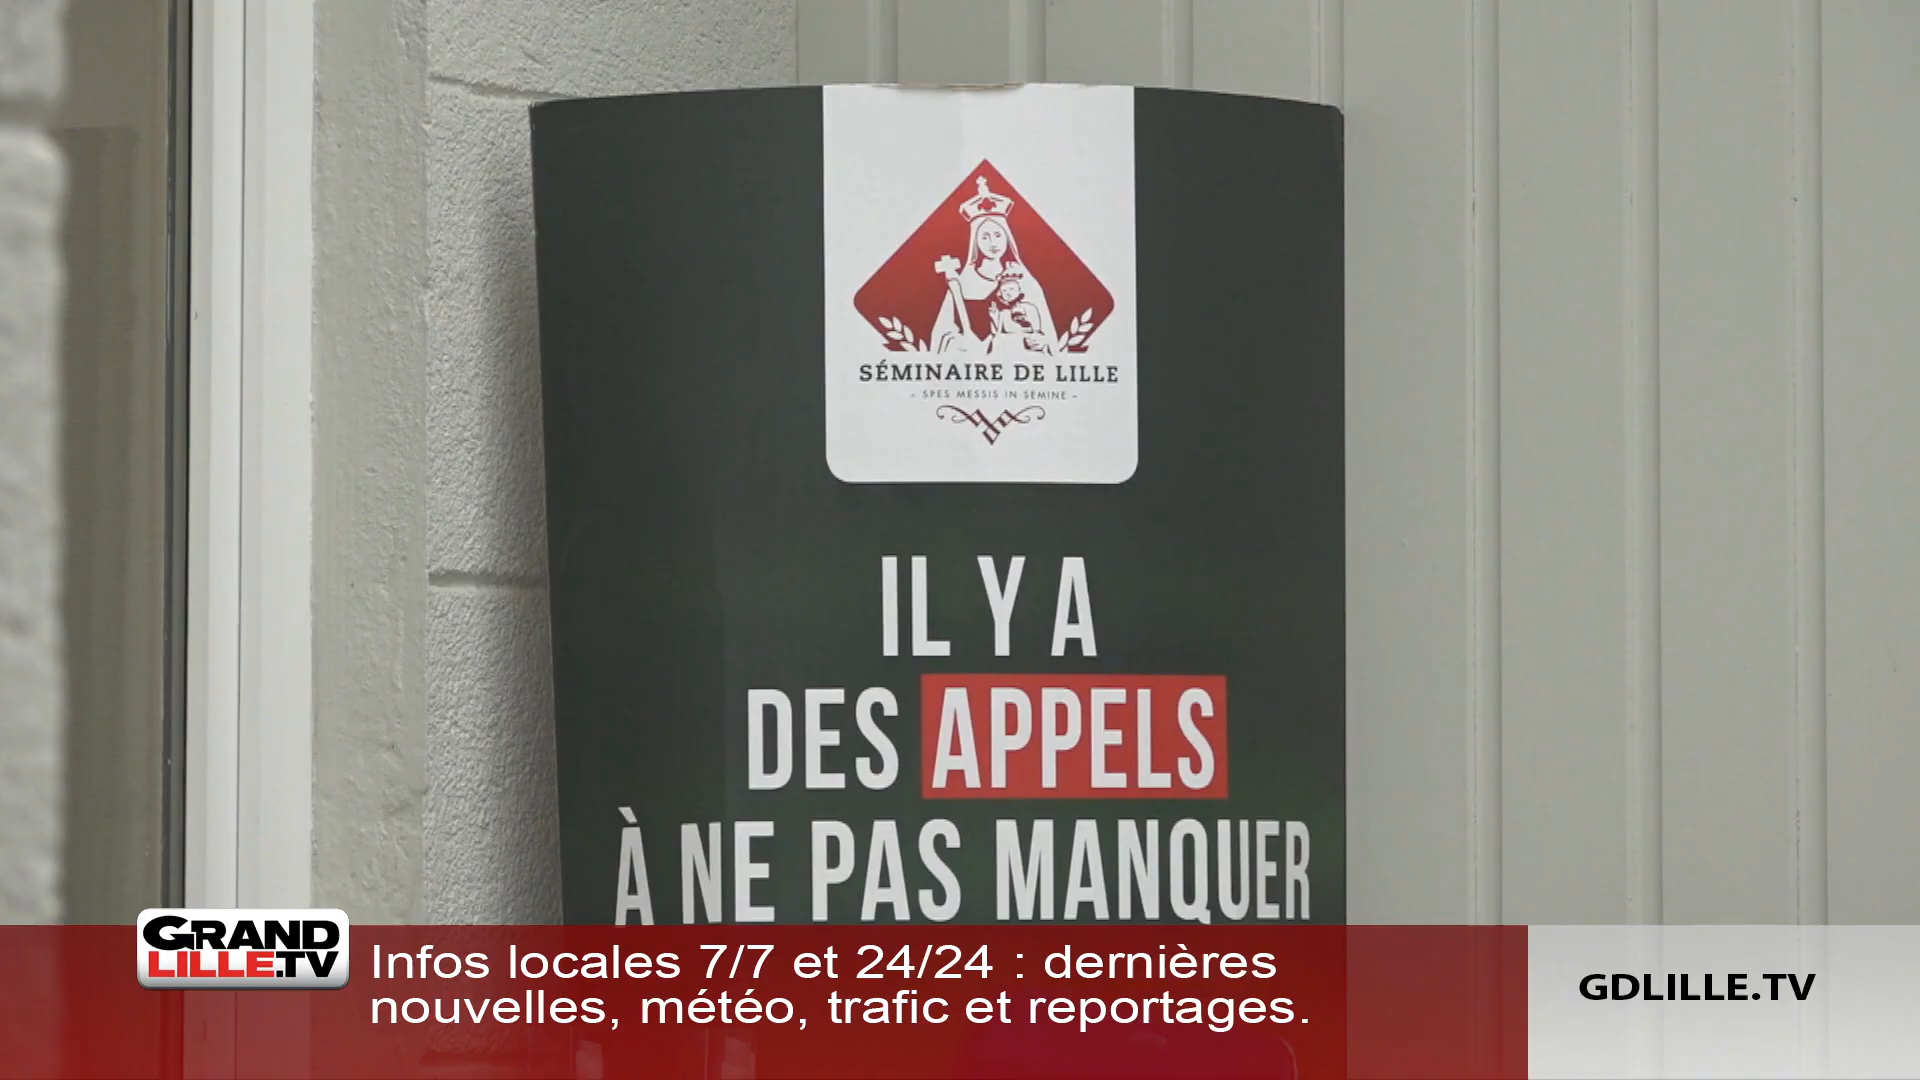 SÉMINAIRE DE LILLE
– SPES MESSIS IN SEMINE –
IL Y A
DES APPELS
À NE PAS MANQUER
GRAND
LILLE.TV
Infos locales 7/7 et 24/24 : dernières
nouvelles, météo, trafic et reportages.
GDLILLE.TV